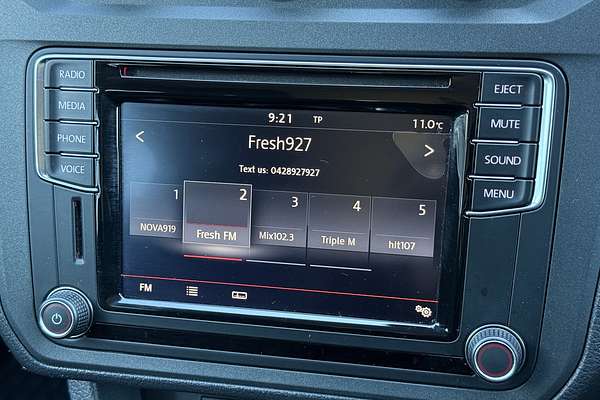 RADIO
MEDIA
PHONE
VOICE
EJECT
MUTE
SOUND
MENU
9:21 TP 11.0°C
< Fresh927 >
Text us: 0428927927
1 2 3 4 5
NOVA919 Fresh FM Mix102.3 Triple M hit107
FM